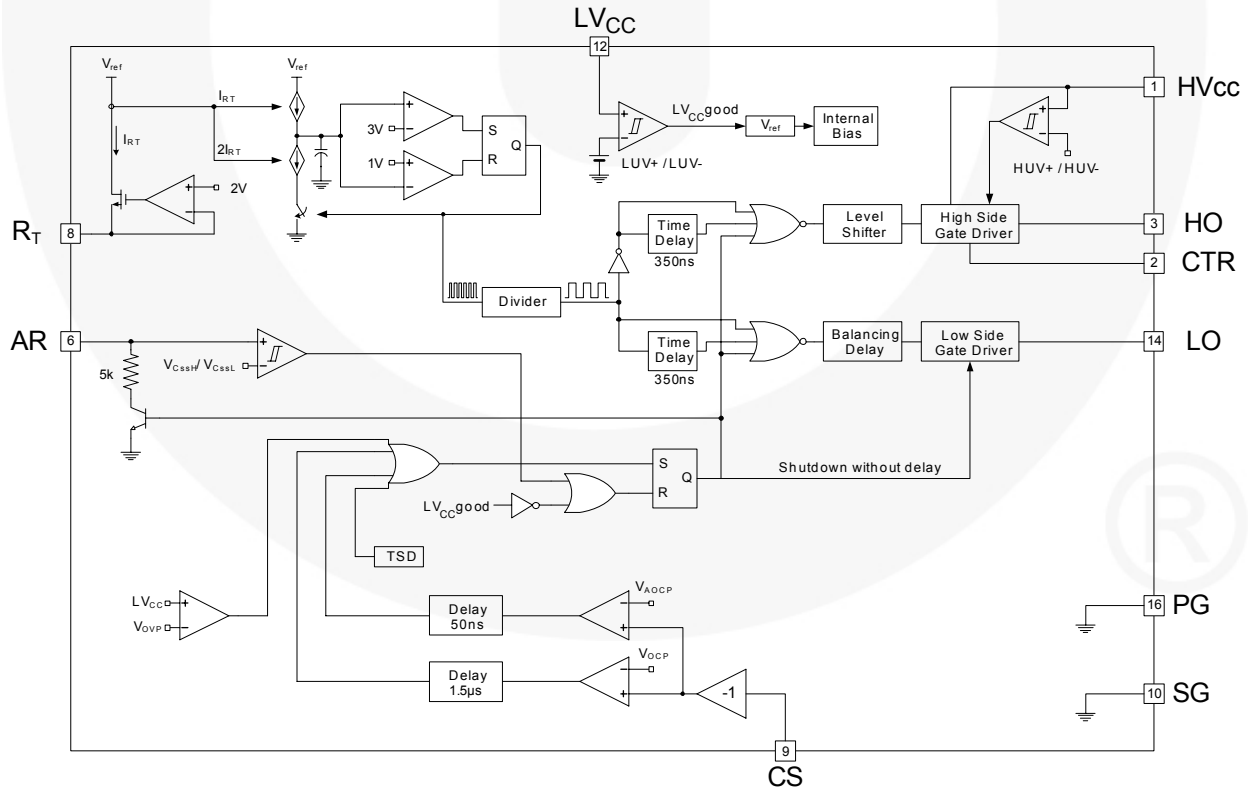 LVCC
12
Vref
Vref
IRT
IRT
2IRT
+
-
2V
RT
8
+
3V
-
1V
+
-
S
Q
R
+
-
LVCCgood
LUV+ / LUV-
Vref
Internal
Bias
1
HVcc
+
-
HUV+ / HUV-
Time
Delay
350ns
Level
Shifter
High Side
Gate Driver
3
HO
2
CTR
Divider
Time
Delay
350ns
Balancing
Delay
Low Side
Gate Driver
14
LO
AR
6
5k
+
-
VCssH/ VCssL
S
Q
R
Shutdown without delay
LVCCgood
TSD
LVCC
+
VOVP
-
Delay
50ns
-
VAOCP
+
Delay
1.5µs
-
VOCP
+
-1
16
PG
10
SG
9
CS
®